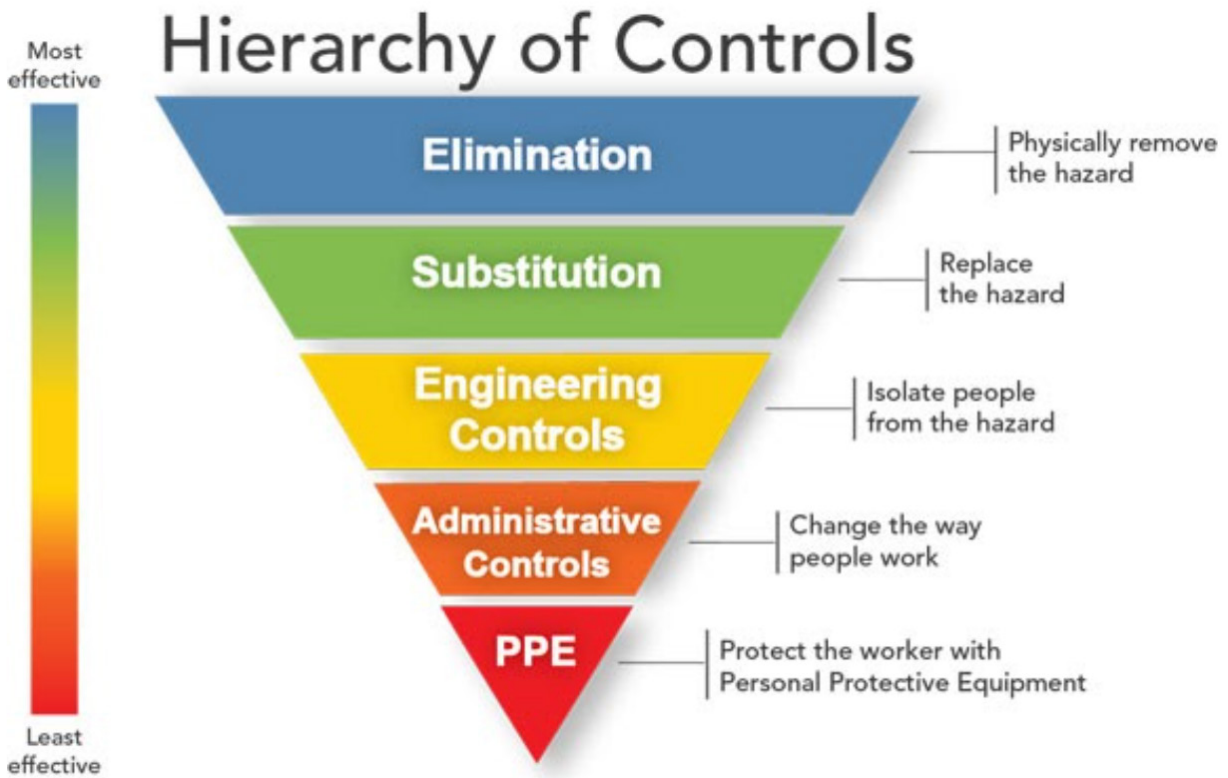 Hierarchy of Controls
Most
effective
Elimination
Physically remove
the hazard
Substitution
Replace
the hazard
Engineering
Controls
Isolate people
from the hazard
Administrative
Controls
Change the way
people work
PPE
Protect the worker with
Personal Protective Equipment
Least
effective